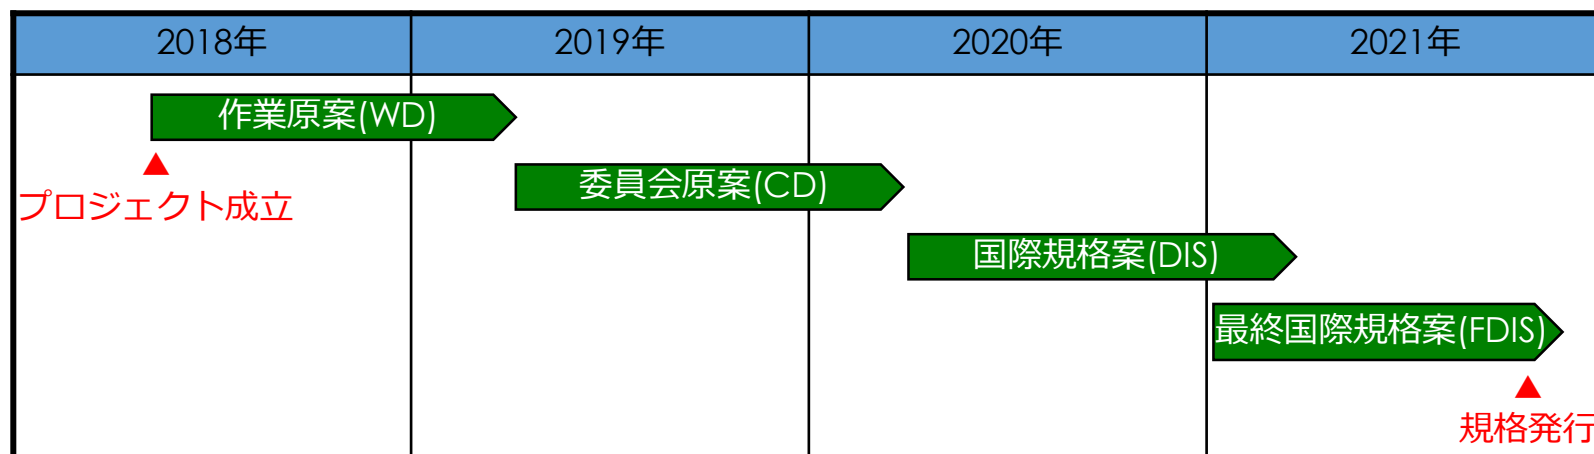 2018年 2019年 2020年 2021年
作業原案(WD)
プロジェクト成立
委員会原案(CD)
国際規格案(DIS)
最終国際規格案(FDIS)
規格発行